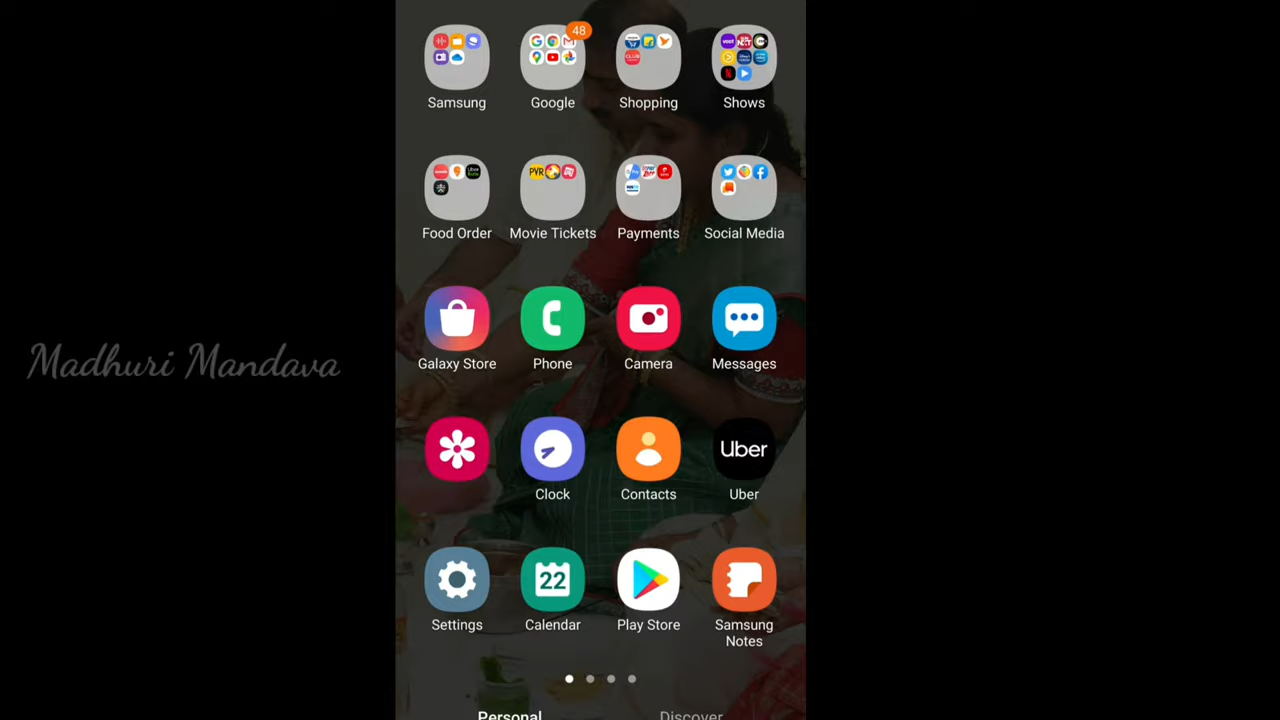 48
Samsung Google Shopping Shows
PVR
Food Order Movie Tickets Payments Social Media
Galaxy Store Phone Camera Messages
Madhuri Mandava
Uber
Clock Contacts Uber
22
Settings Calendar Play Store Samsung
Notes
Personal Discover